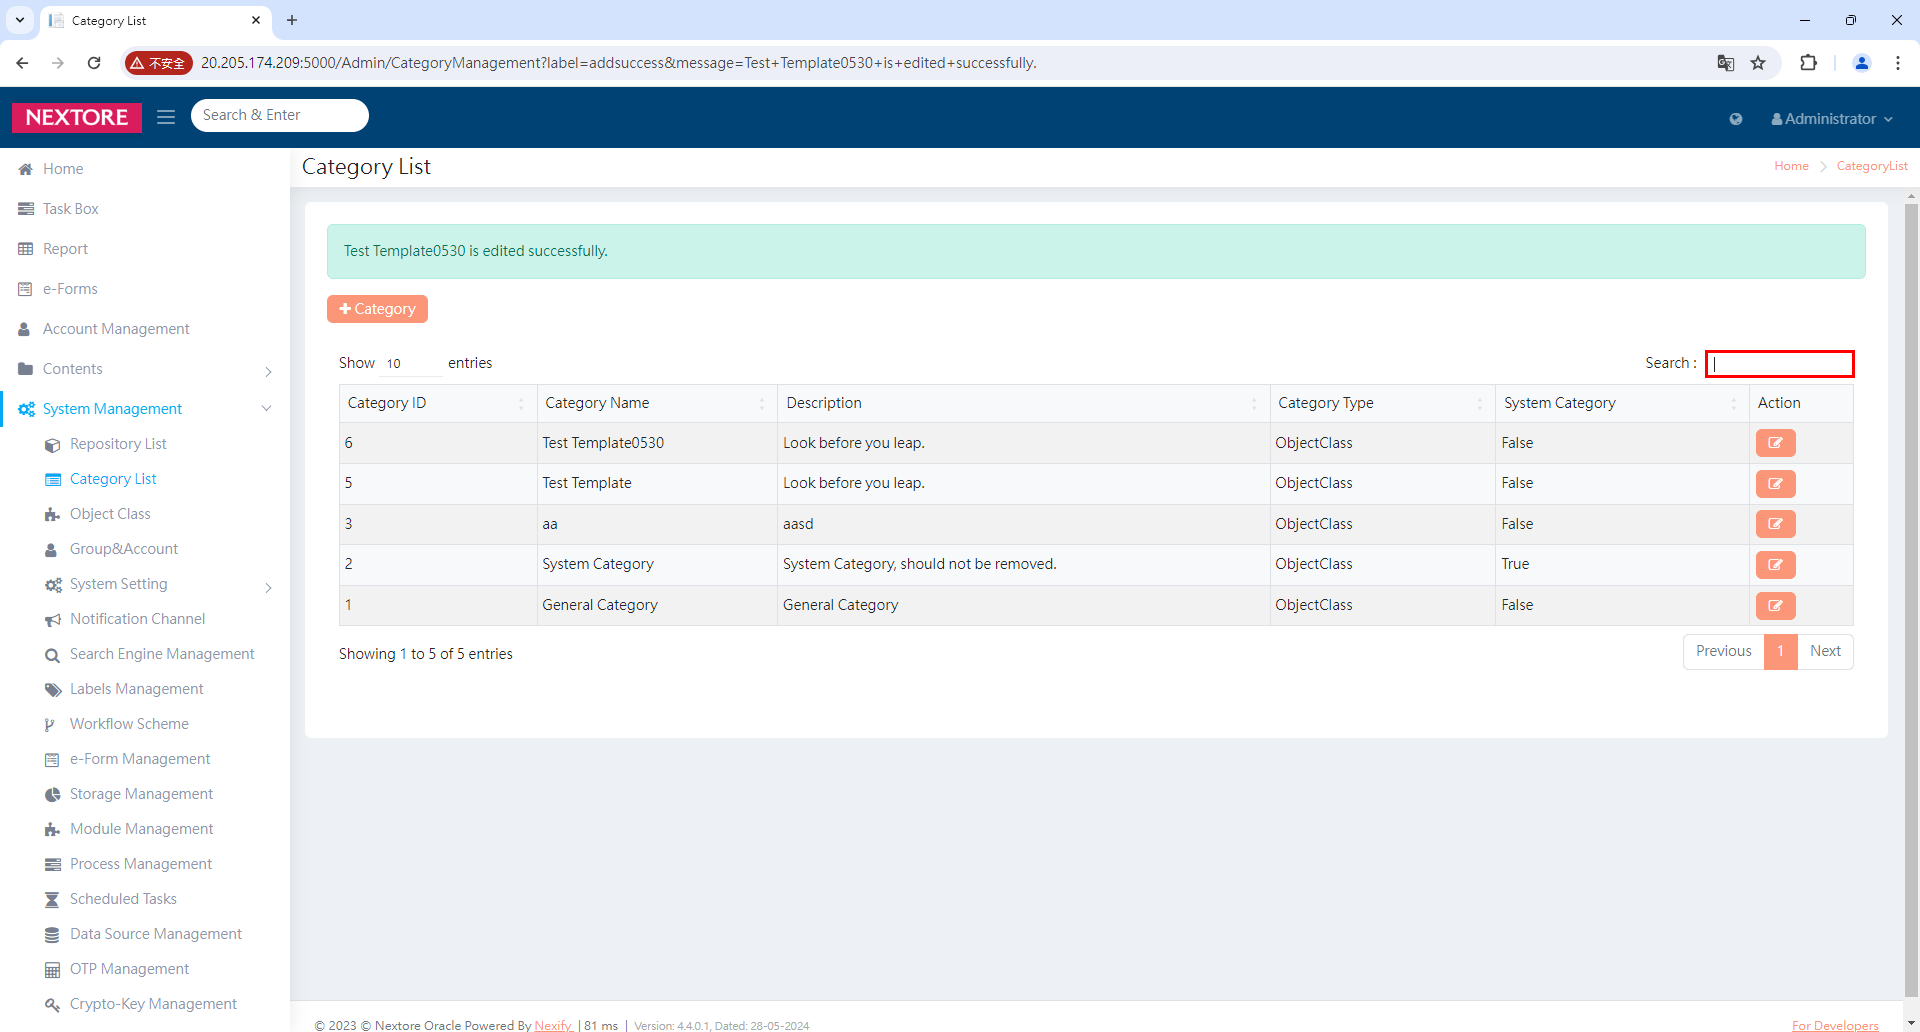 Category List
不安全
20.205.174.209:5000/Admin/CategoryManagement?label=addsuccess&message=Test+Template0530+is+edited+successfully.
NEXTORE
Search & Enter
Administrator
Home
Task Box
Report
e-Forms
Account Management
Contents
System Management
Repository List
Category List
Object Class
Group&Account
System Setting
Notification Channel
Search Engine Management
Labels Management
Workflow Scheme
e-Form Management
Storage Management
Module Management
Process Management
Scheduled Tasks
Data Source Management
OTP Management
Crypto-Key Management
Category List
Home > CategoryList
Test Template0530 is edited successfully.
+ Category
Show 10 entries
Search :
Category ID Category Name Description Category Type System Category Action
6 Test Template0530 Look before you leap. ObjectClass False
5 Test Template Look before you leap. ObjectClass False
3 aa aasd ObjectClass False
2 System Category System Category, should not be removed. ObjectClass True
1 General Category General Category ObjectClass False
Showing 1 to 5 of 5 entries
Previous 1 Next
© 2023 © Nextore Oracle Powered By Nexify | 81 ms | Version: 4.4.0.1, Dated: 28-05-2024
For Developers